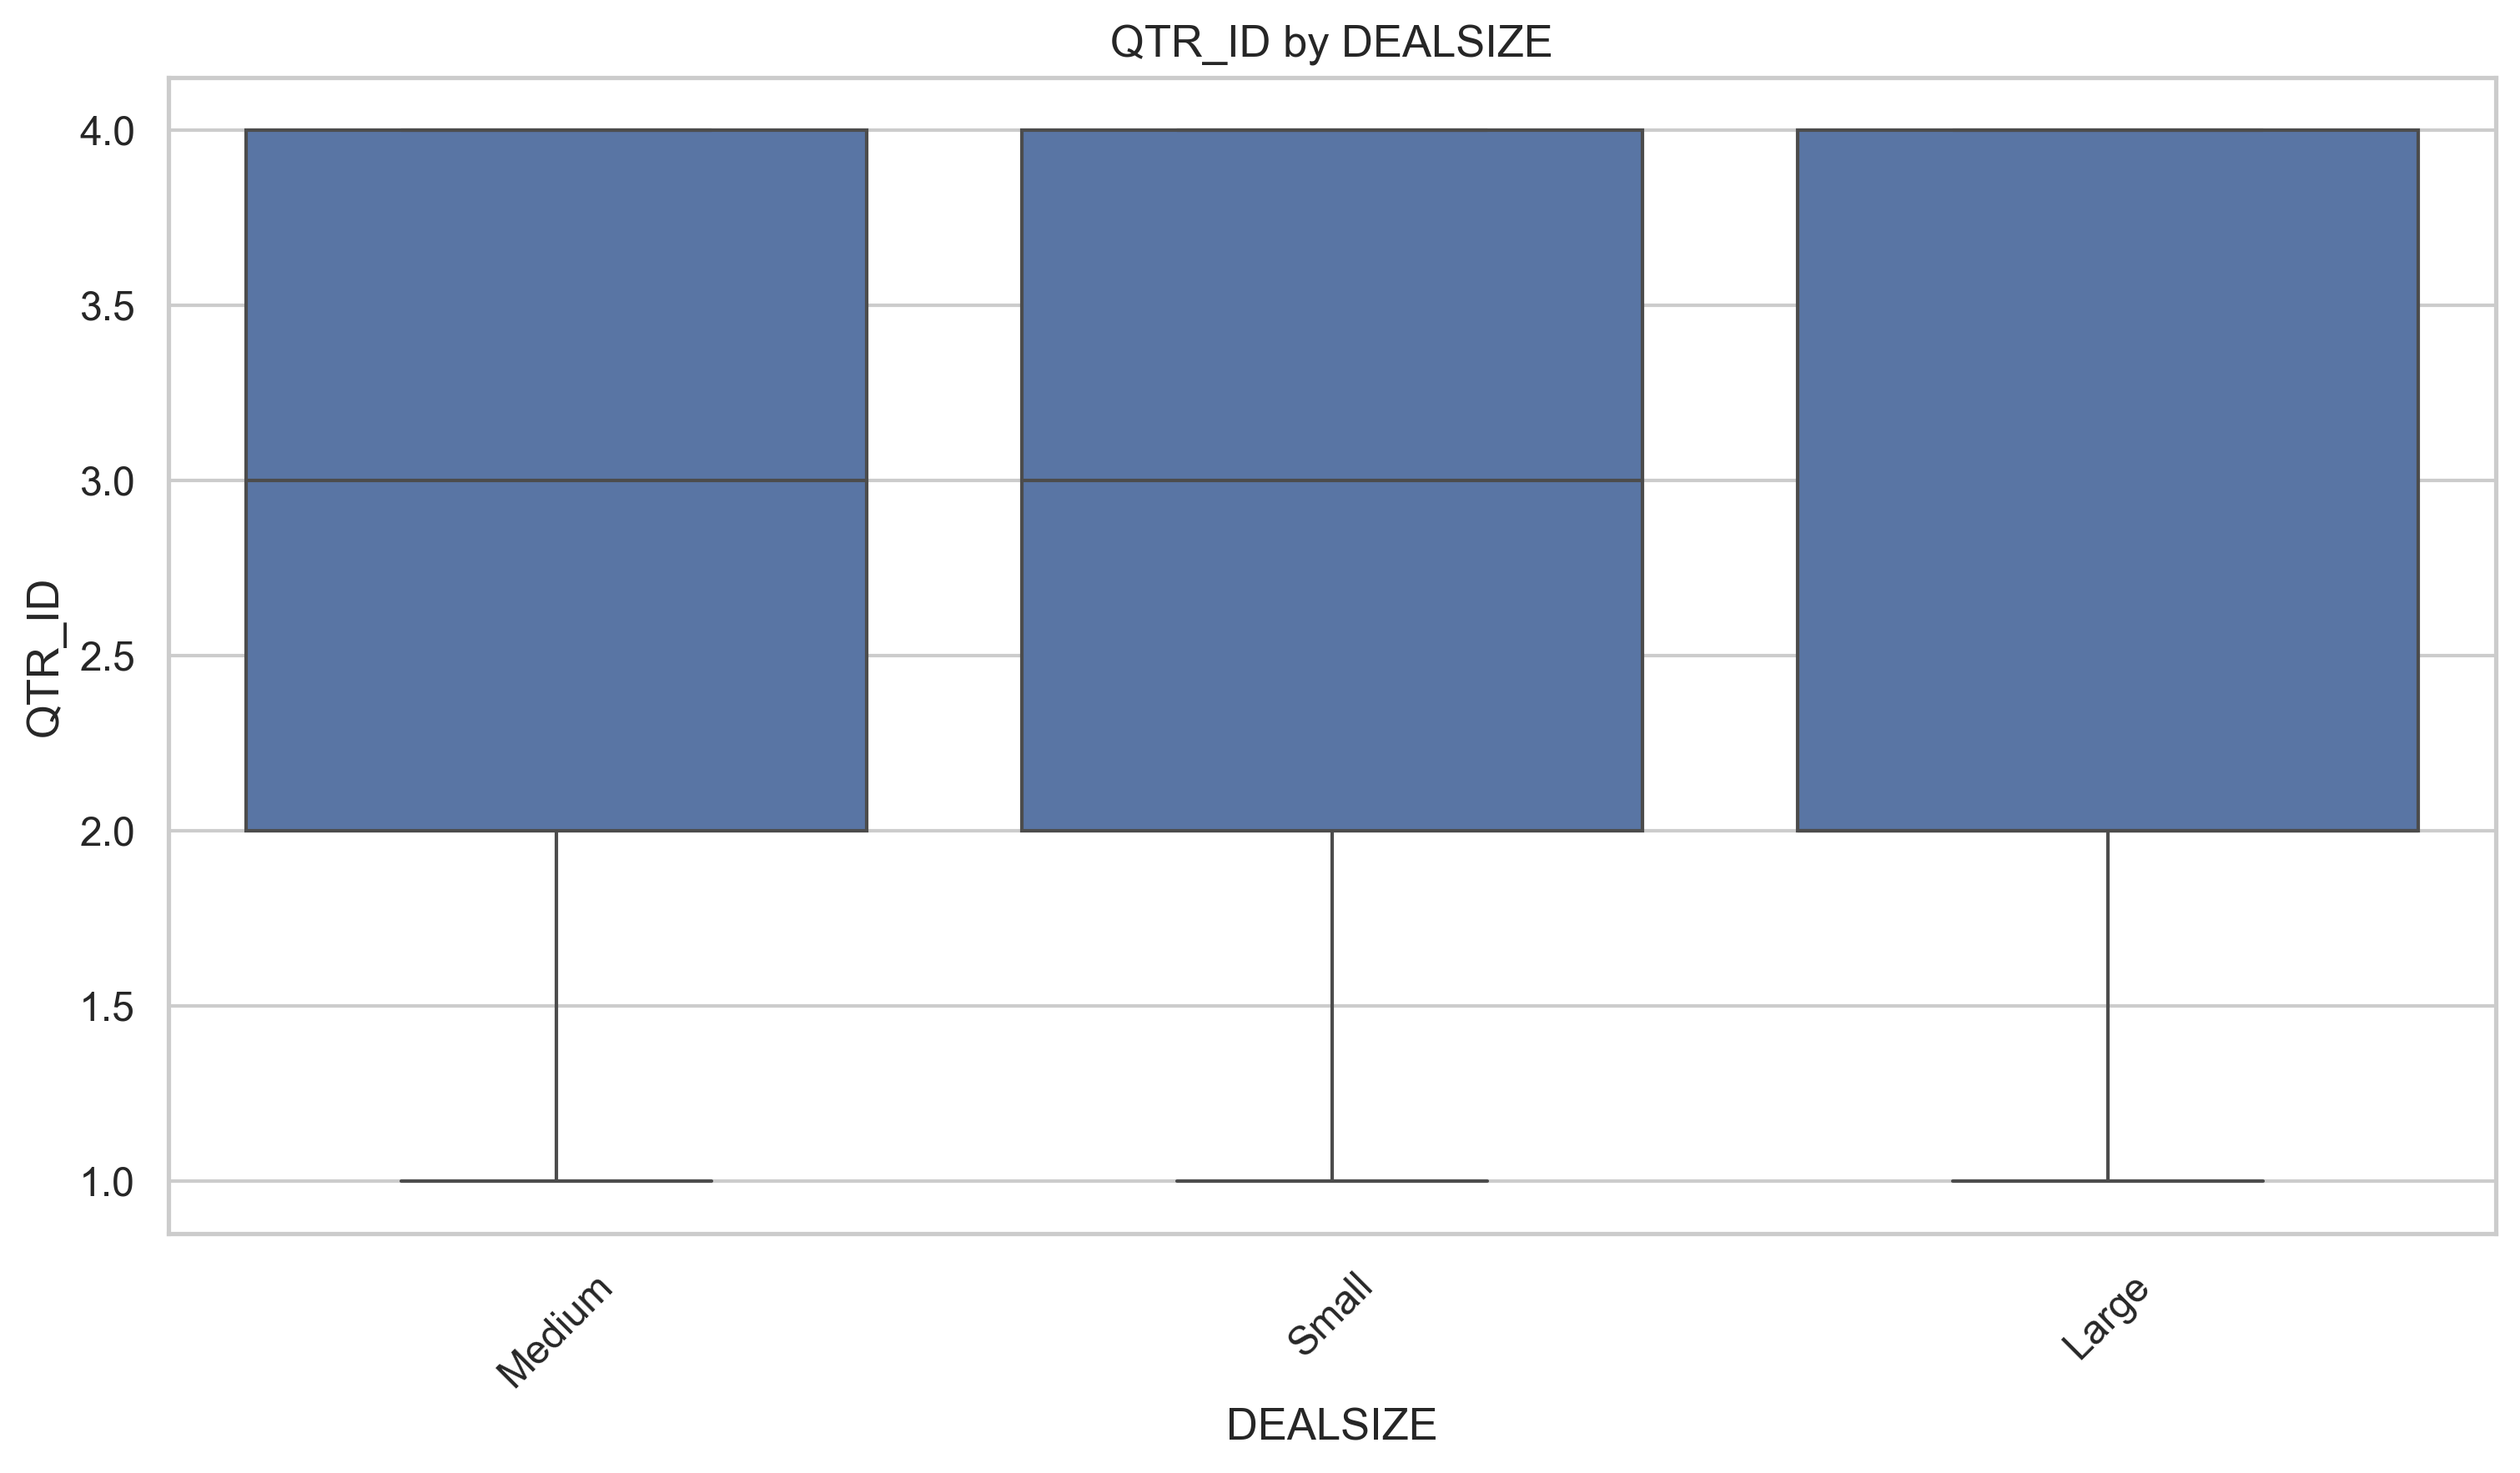 QTR_ID by DEALSIZE
4.0
3.5
3.0
2.5
2.0
1.5
1.0
QTR_ID
Medium
Small
Large
DEALSIZE